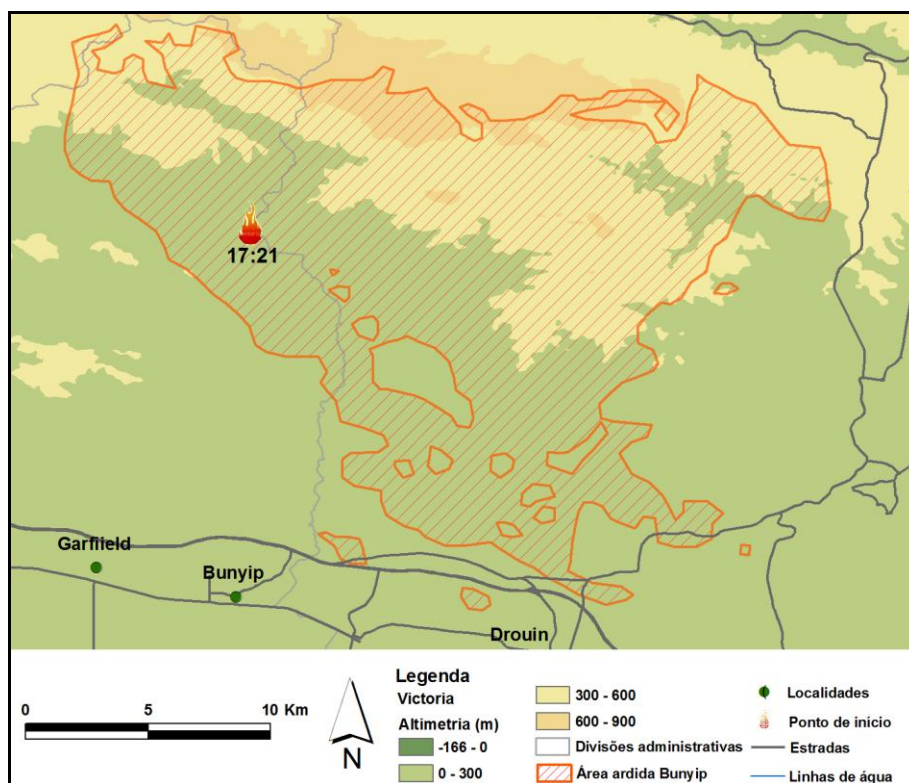 17:21
Garfiield
Bunyip
Drouin
0 5 10 Km
N
Legenda
Victoria
Altimetria (m)
-166 - 0
0 - 300
300 - 600
600 - 900
Divisões administrativas
Área ardida Bunyip
Localidades
Ponto de inicio
Estradas
Linhas de água